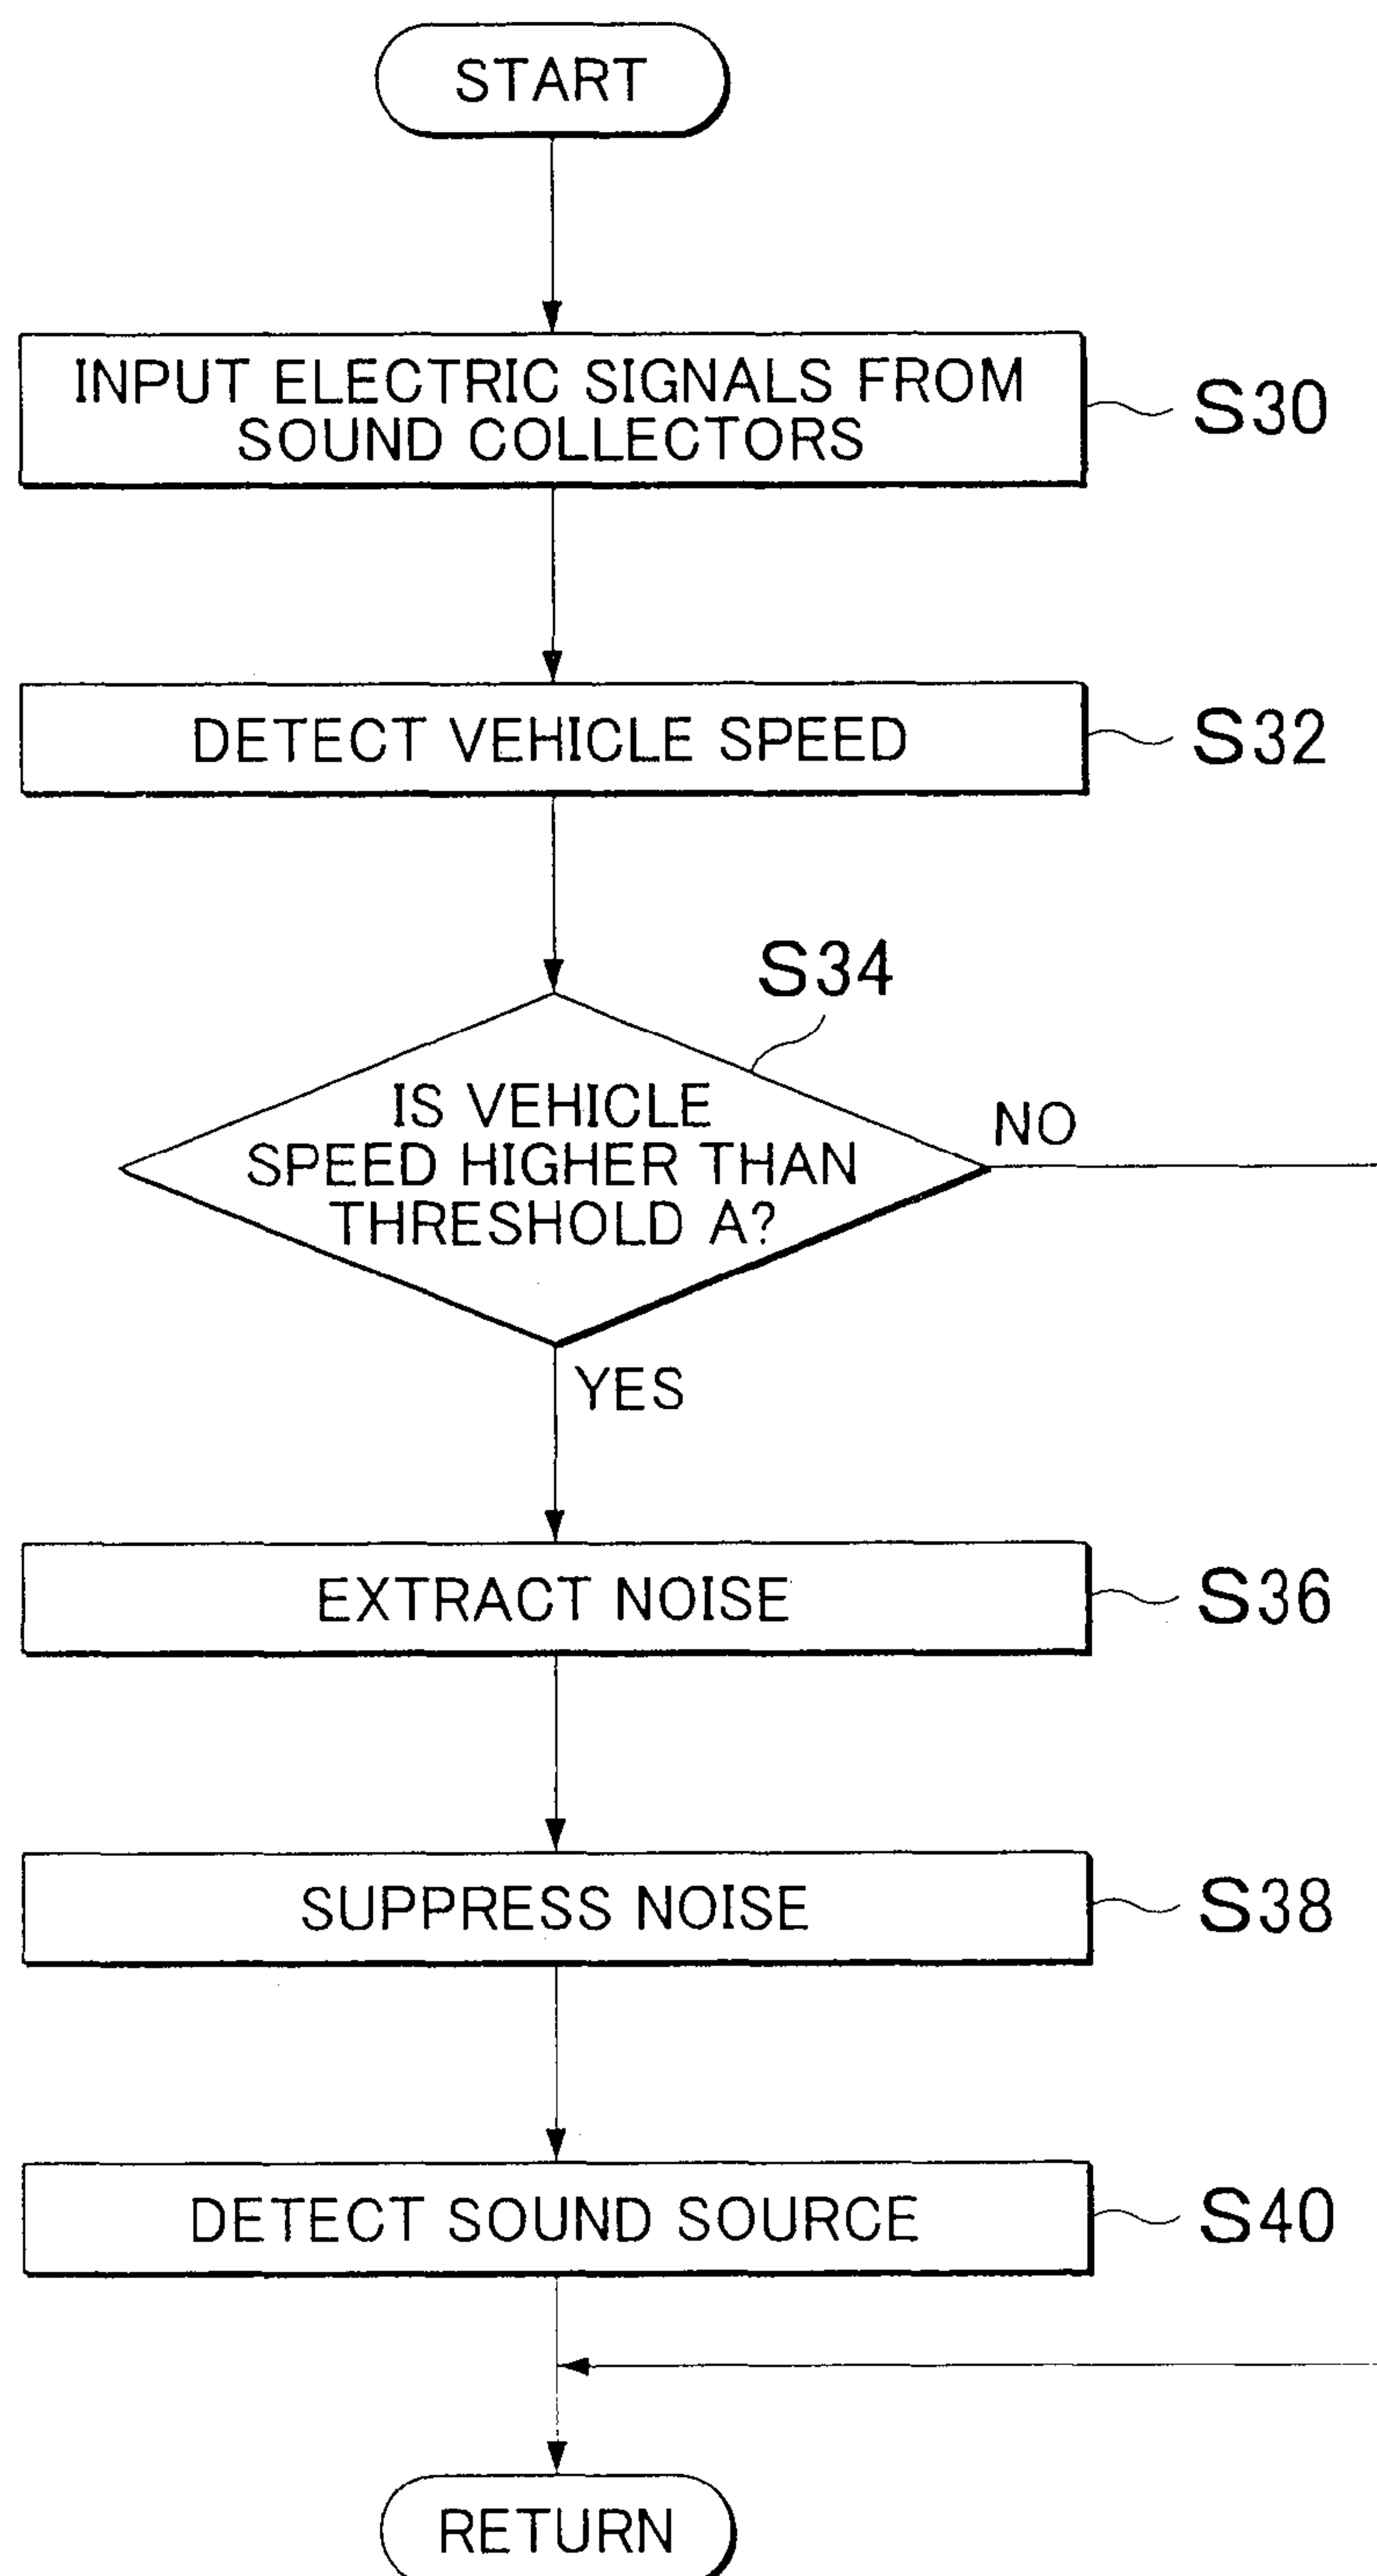 START
INPUT ELECTRIC SIGNALS FROM
SOUND COLLECTORS
S30
DETECT VEHICLE SPEED
S32
S34
IS VEHICLE
SPEED HIGHER THAN
THRESHOLD A?
NO
YES
EXTRACT NOISE
S36
SUPPRESS NOISE
S38
DETECT SOUND SOURCE
S40
RETURN